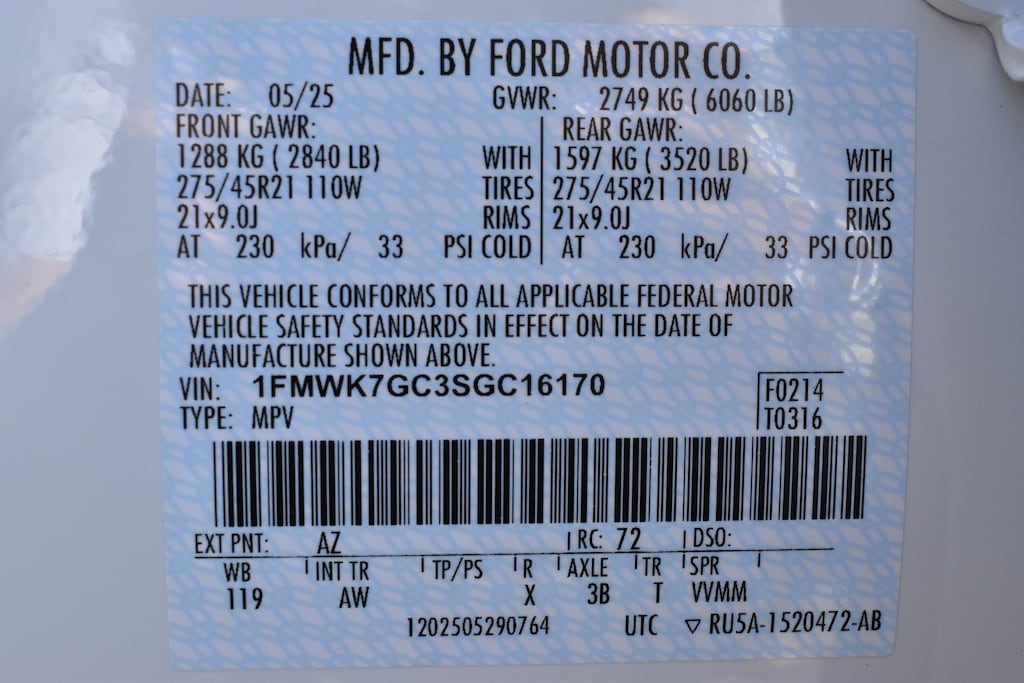 MFD. BY FORD MOTOR CO.
DATE: 05/25 GVWR: 2749 KG ( 6060 LB)
FRONT GAWR: REAR GAWR:
1288 KG ( 2840 LB) WITH 1597 KG ( 3520 LB) WITH
275/45R21 110W TIRES 275/45R21 110W TIRES
21x9.0J RIMS 21x9.0J RIMS
AT 230 kPa/ 33 PSI COLD AT 230 kPa/ 33 PSI COLD
THIS VEHICLE CONFORMS TO ALL APPLICABLE FEDERAL MOTOR
VEHICLE SAFETY STANDARDS IN EFFECT ON THE DATE OF
MANUFACTURE SHOWN ABOVE.
VIN: 1FMWK7GC3SGC16170 F0214
TYPE: MPV T0316
EXT PNT: AZ RC: 72 DSO:
WB INT TR TP/PS R AXLE TR SPR
119 AW X 3B T VVMM
1202505290764 UTC ▽ RU5A-1520472-AB